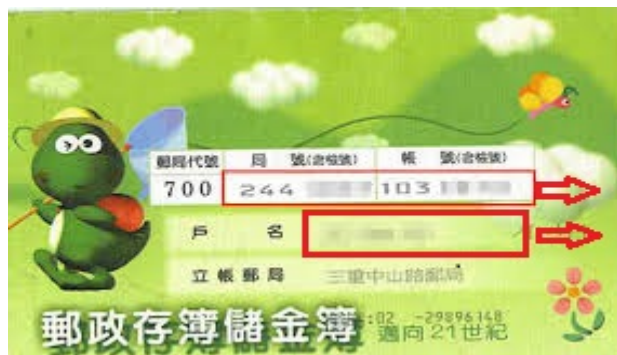 郵局代號 局 號(含檢號) 帳 號(含檢號)
700 244 103
戶 名
立帳郵局 三重中山路郵局
:02 -29896148
郵政存簿儲金簿 邁向21世紀